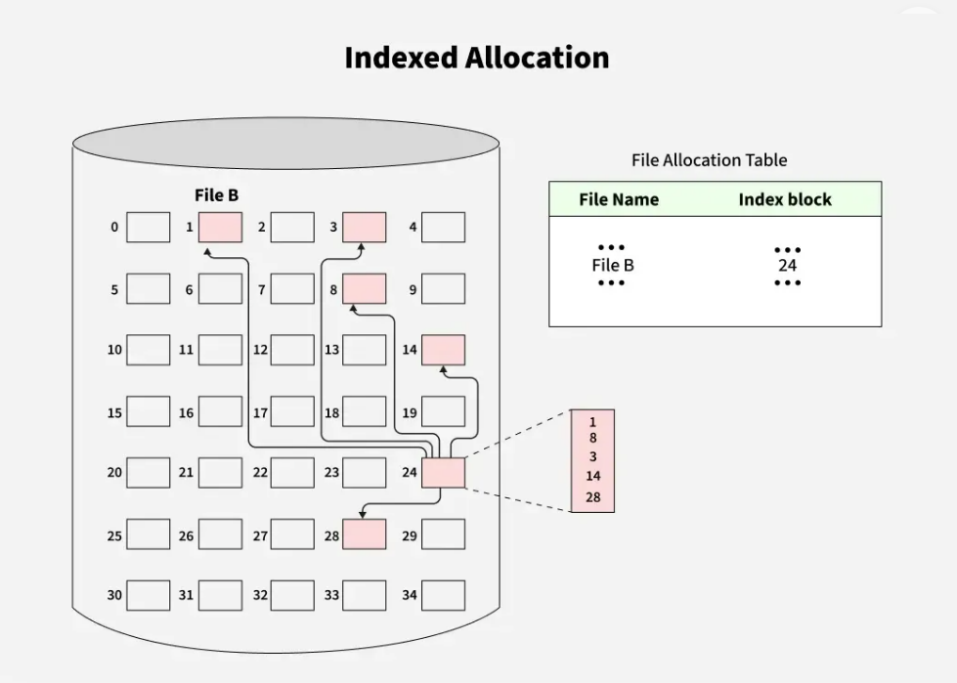 Indexed Allocation
File Allocation Table
File Name Index block
... ...
File B 24
... ...
File B
0 1 2 3 4
5 6 7 8 9
10 11 12 13 14
15 16 17 18 19
20 21 22 23 24
25 26 27 28 29
30 31 32 33 34
1
8
3
14
28